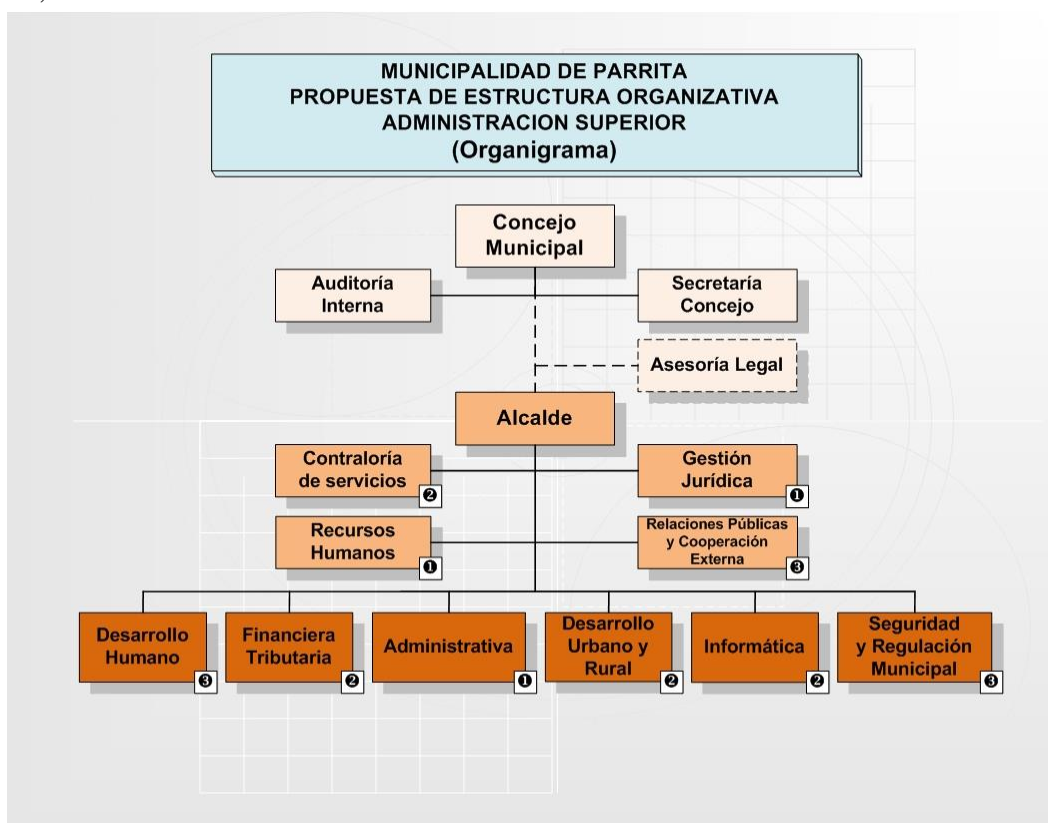 MUNICIPALIDAD DE PARRITA
PROPUESTA DE ESTRUCTURA ORGANIZATIVA
ADMINISTRACION SUPERIOR
(Organigrama)
Concejo
Municipal
Auditoría
Interna
Secretaría
Concejo
Asesoría Legal
Alcalde
Contraloría
de servicios
❷
Gestión
Jurídica
❶
Recursos
Humanos
❶
Relaciones Públicas
y Cooperación
Externa
❸
Desarrollo
Humano
❸
Financiera
Tributaria
❷
Administrativa
❶
Desarrollo
Urbano y
Rural
❷
Informática
❷
Seguridad
y Regulación
Municipal
❸